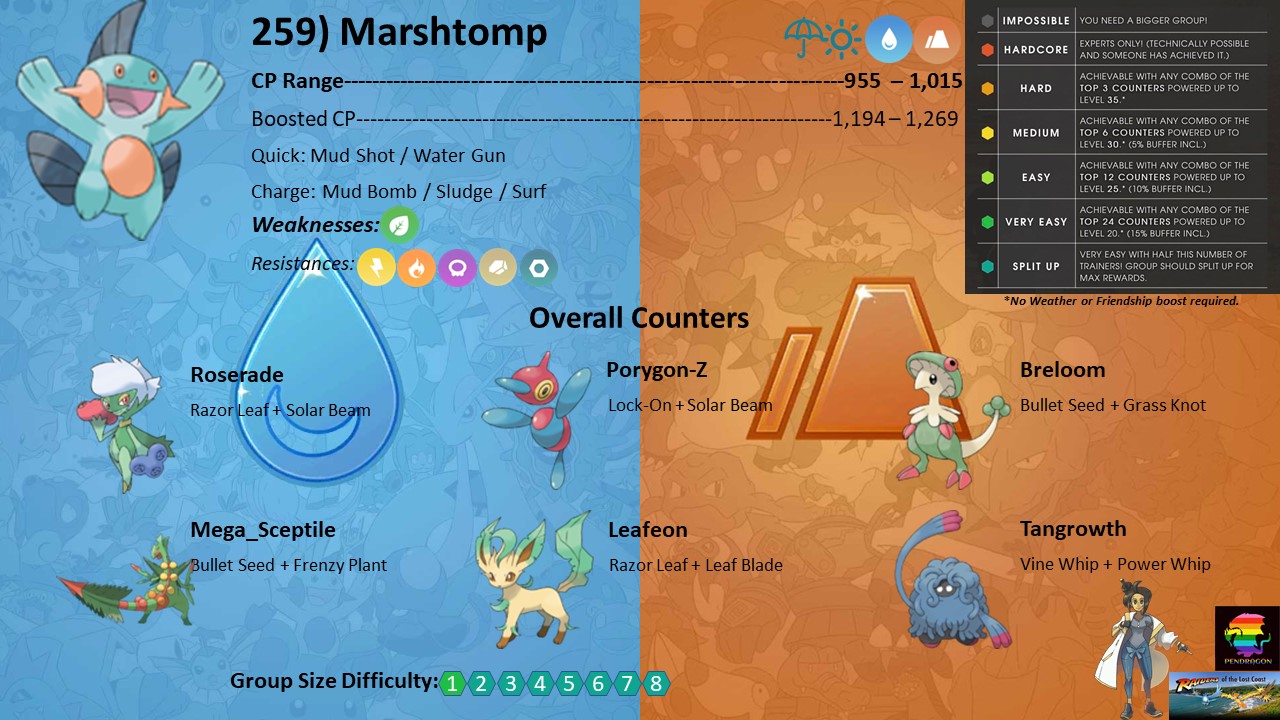 259) Marshtomp
CP Range-----------------------------------------------------------------------955 – 1,015
Boosted CP--------------------------------------------------------------------1,194 – 1,269
Quick: Mud Shot / Water Gun
Charge: Mud Bomb / Sludge / Surf
Weaknesses:
Resistances:
IMPOSSIBLE YOU NEED A BIGGER GROUP!
HARDCORE EXPERTS ONLY! (TECHNICALLY POSSIBLE
AND SOMEONE HAS ACHIEVED IT.)
HARD ACHIEVABLE WITH ANY COMBO OF THE
TOP 3 COUNTERS POWERED UP TO
LEVEL 35.*
MEDIUM ACHIEVABLE WITH ANY COMBO OF THE
TOP 6 COUNTERS POWERED UP TO
LEVEL 30.* (5% BUFFER INCL.)
EASY ACHIEVABLE WITH ANY COMBO OF THE
TOP 12 COUNTERS POWERED UP TO
LEVEL 25.* (10% BUFFER INCL.)
VERY EASY ACHIEVABLE WITH ANY COMBO OF THE
TOP 24 COUNTERS POWERED UP TO
LEVEL 20.* (15% BUFFER INCL.)
SPLIT UP VERY EASY WITH HALF THIS NUMBER OF
TRAINERS! GROUP SHOULD SPLIT UP FOR
MAX REWARDS.
*No Weather or Friendship boost required.
Overall Counters
Roserade
Razor Leaf + Solar Beam
Porygon-Z
Lock-On + Solar Beam
Breloom
Bullet Seed + Grass Knot
Mega_Sceptile
Bullet Seed + Frenzy Plant
Leafeon
Razor Leaf + Leaf Blade
Tangrowth
Vine Whip + Power Whip
Group Size Difficulty: 1 2 3 4 5 6 7 8
PENDRAGON
RAIDERS of the Lost Coast